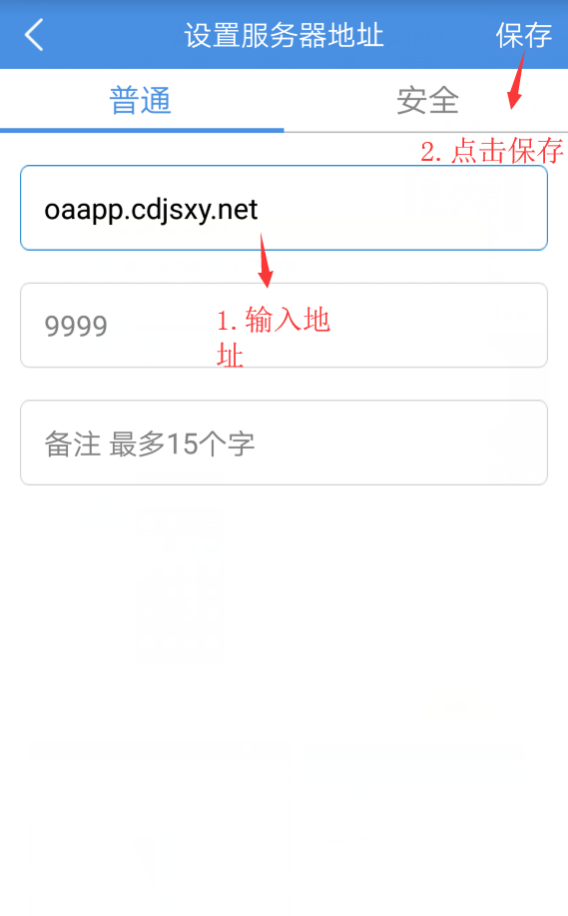 设置服务器地址 保存
普通 安全
2.点击保存
oaapp.cdjsxy.net
9999
1.输入地
址
备注 最多15个字